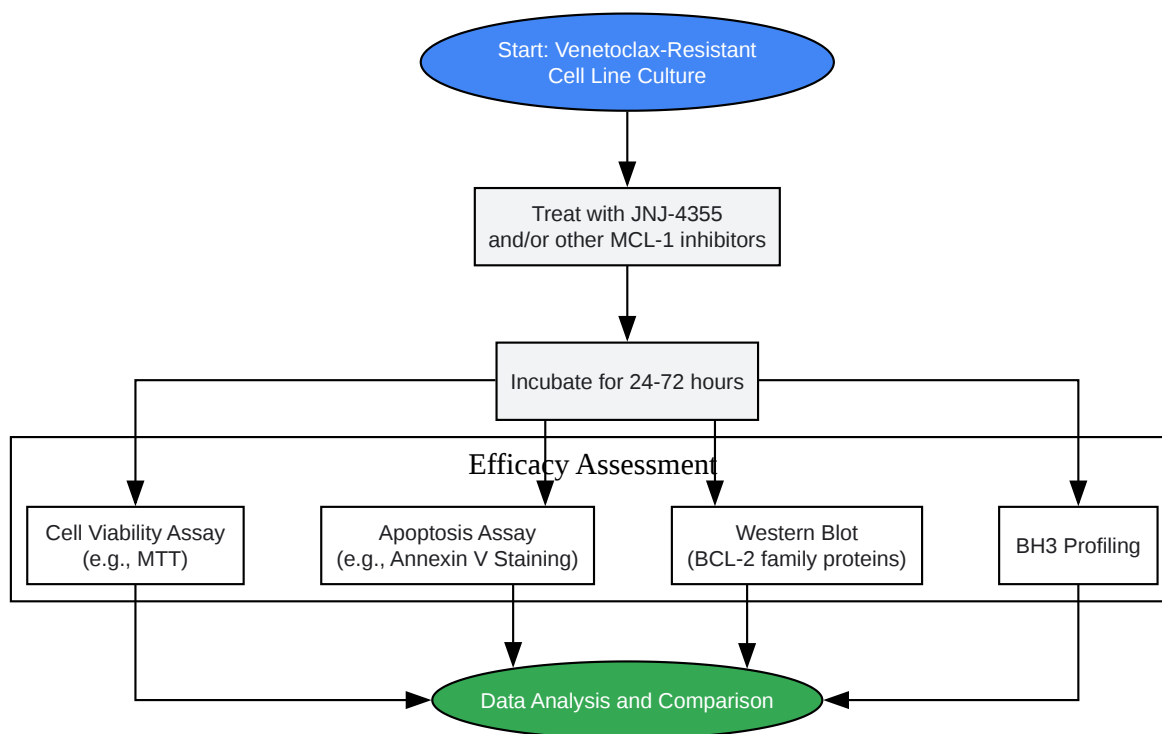 Start: Venetoclax-Resistant
Cell Line Culture
Treat with JNJ-4355
and/or other MCL-1 inhibitors
Incubate for 24-72 hours
Efficacy Assessment
Cell Viability Assay
(e.g., MTT)
Apoptosis Assay
(e.g., Annexin V Staining)
Western Blot
(BCL-2 family proteins)
BH3 Profiling
Data Analysis and Comparison